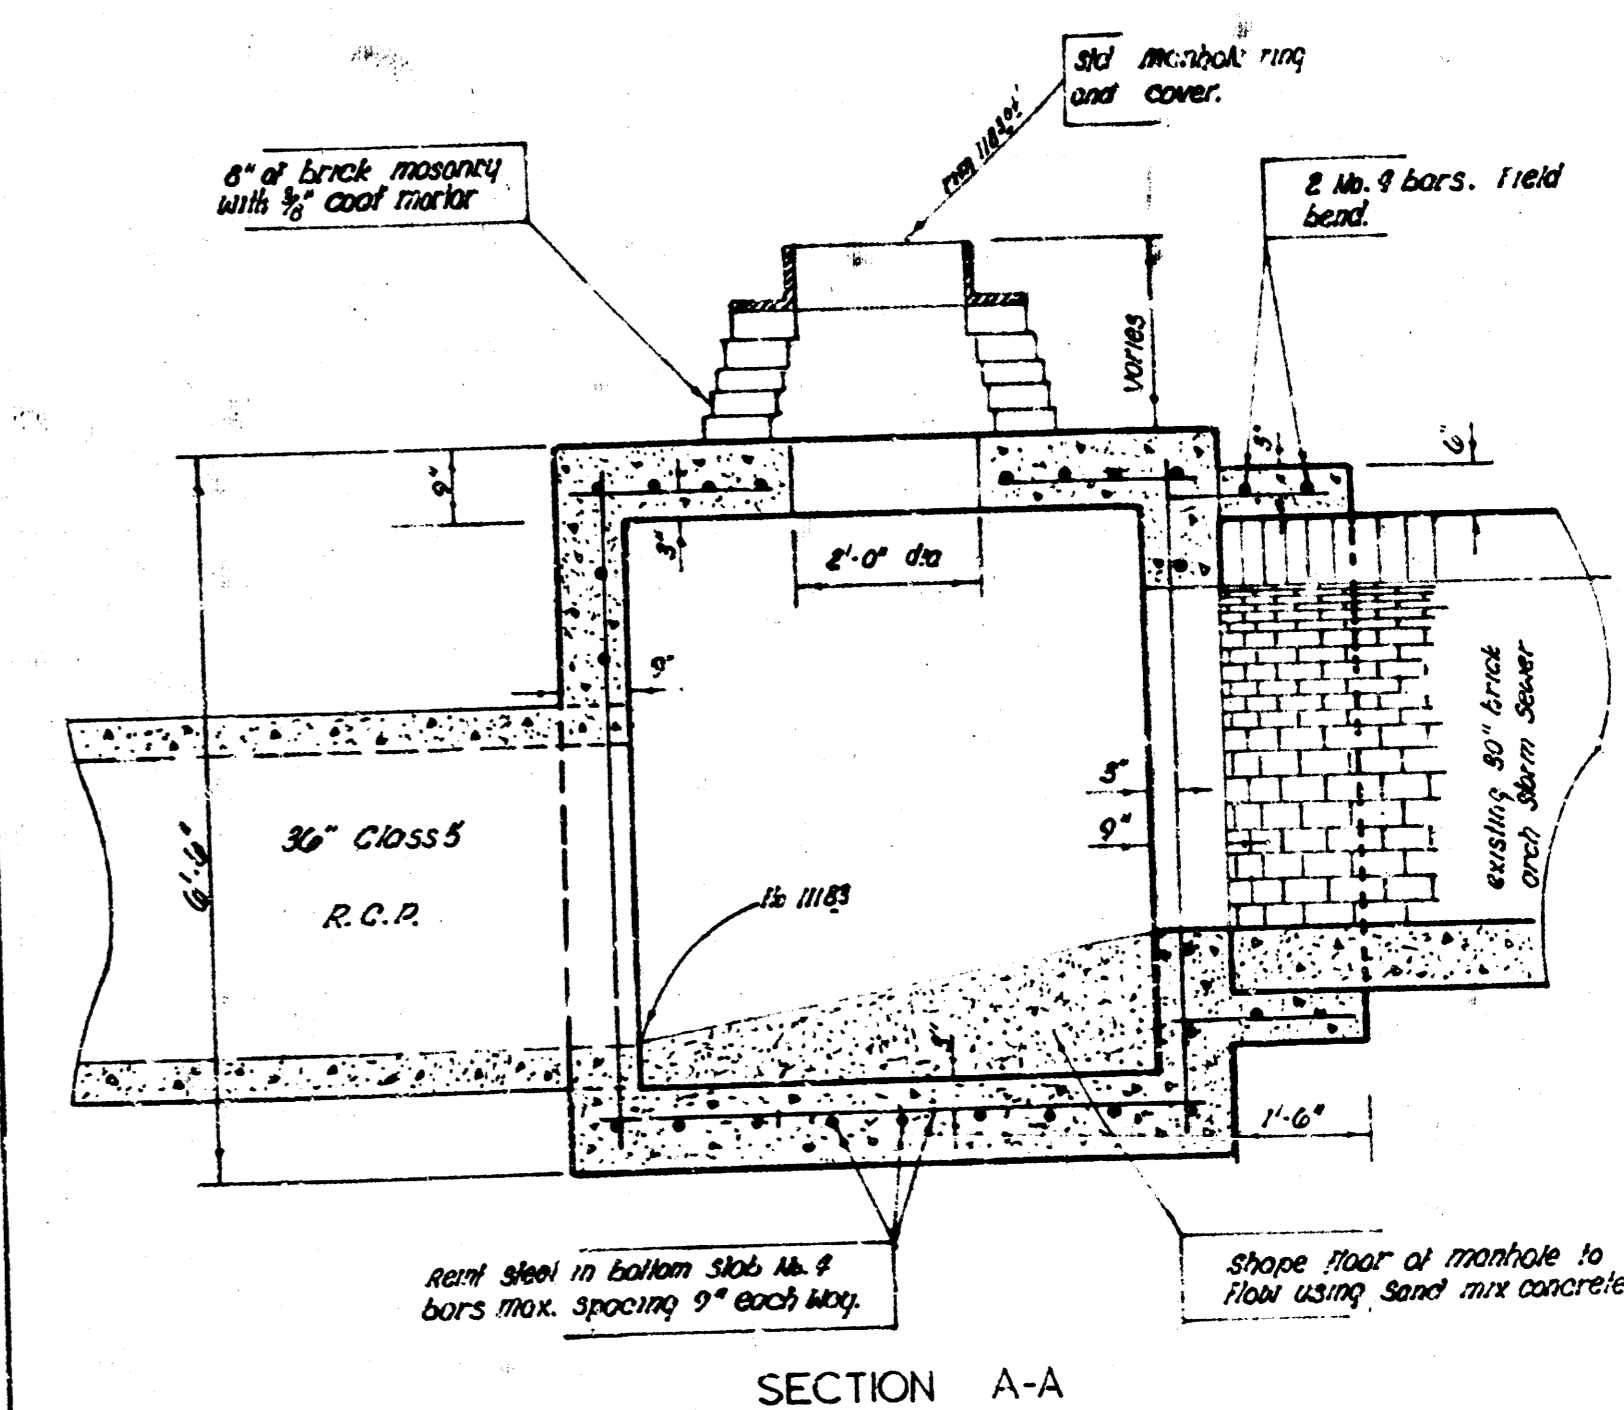 std manhole ring
and cover.
8" of brick masonry
with 3/8" coat mortar
2 No. 4 bars. Field
bend.
varies
3"
6"
9"
3"
2'-0" dia
9"
3"
9"
6'-6"
36" Class 5
R.C.P.
existing 30" brick
arch storm sewer
1'-6"
Reinf steel in bottom slab No. 4
bars max. spacing 9" each way.
Shape floor of manhole to
flow using sand mix concrete
SECTION A-A